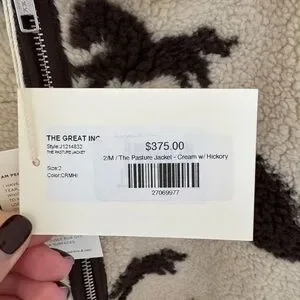 THE GREAT INC
Style:J1214832
THE PASTURE JACKET
Size:2
Color:CRMHI
$375.00
2/M / The Pasture Jacket - Cream w/ Hickory
27069977